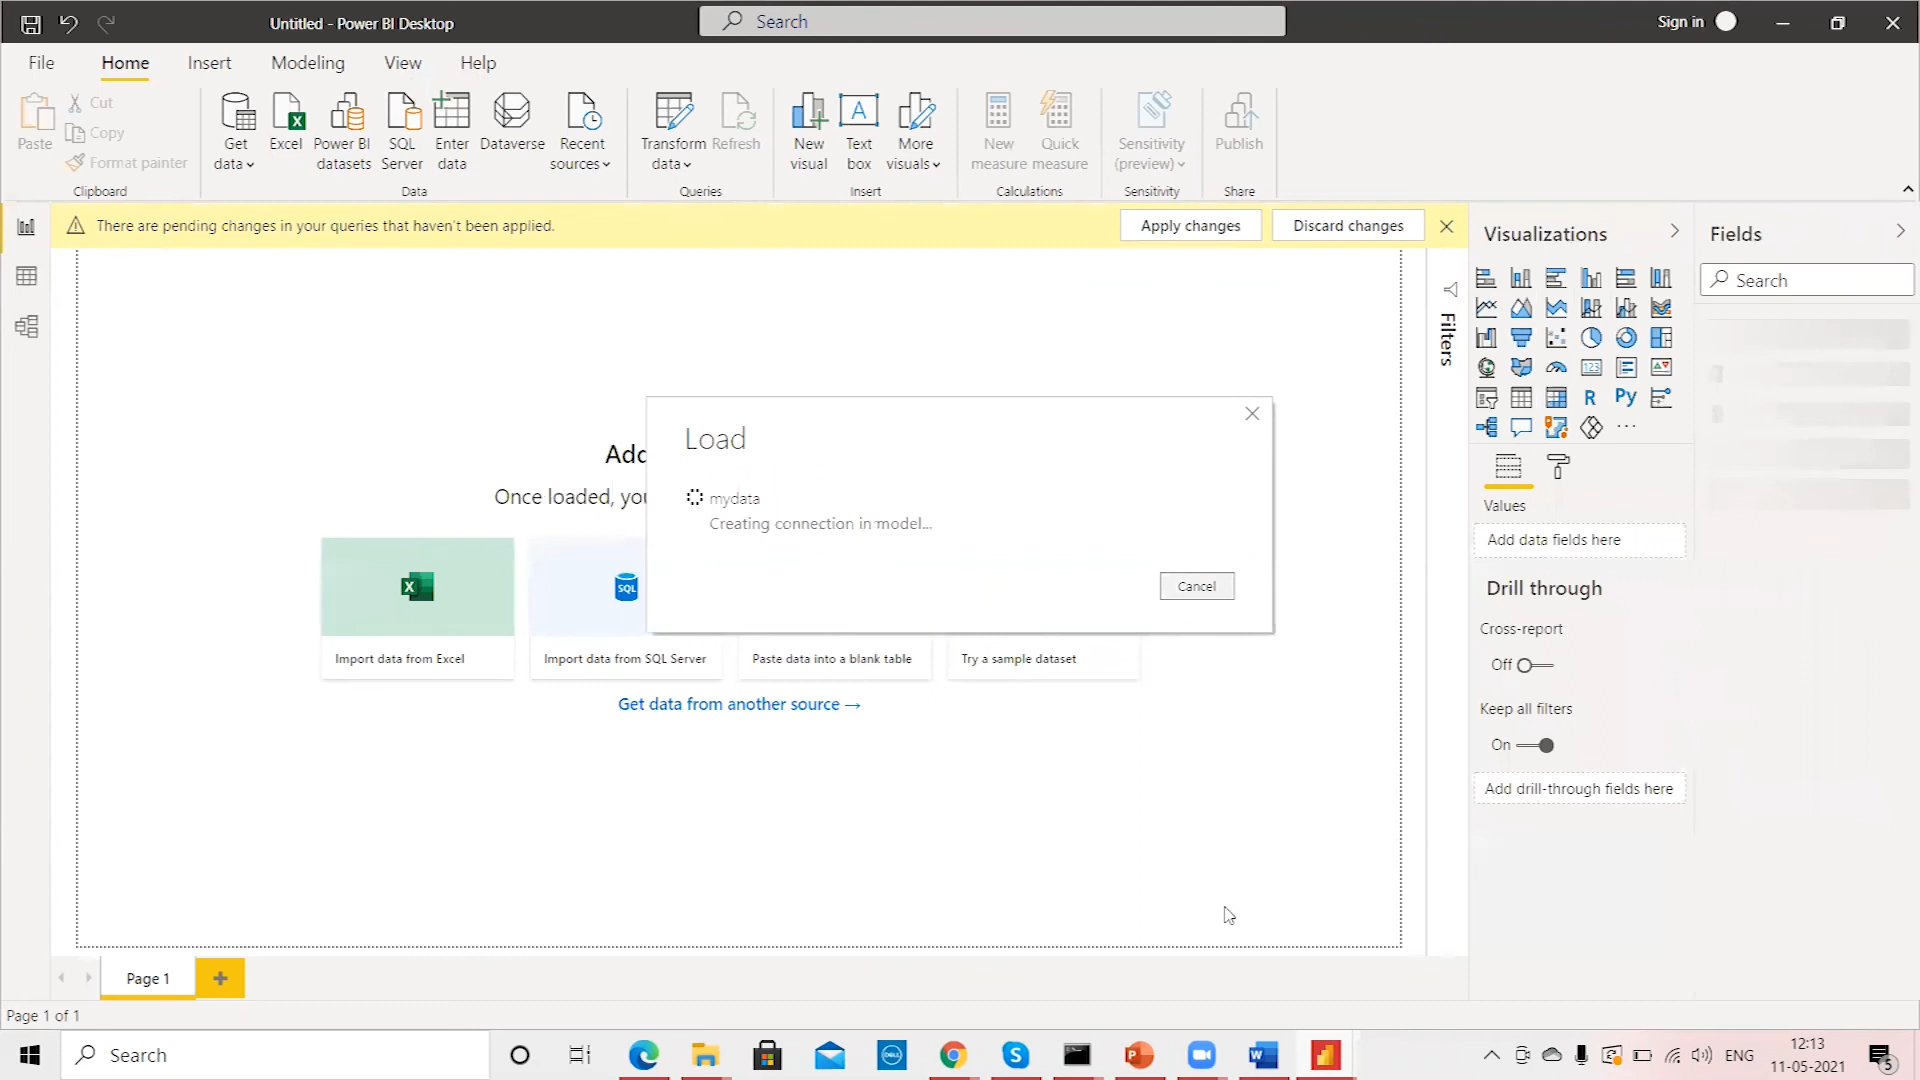 Untitled - Power BI Desktop
Search
Sign in
File
Home
Insert
Modeling
View
Help
Paste
Cut
Copy
Format painter
Clipboard
Get data
Excel
Power BI datasets
SQL Server
Enter data
Dataverse
Recent sources
Data
Transform data
Refresh
Queries
New visual
Text box
More visuals
Insert
New measure
Quick measure
Calculations
Sensitivity (preview)
Sensitivity
Publish
Share
There are pending changes in your queries that haven't been applied.
Apply changes
Discard changes
Filters
Visualizations
Fields
Search
123
R
Py
Values
Add data fields here
Drill through
Cross-report
Off
Keep all filters
On
Add drill-through fields here
Add
Once loaded, you
Load
mydata
Creating connection in model...
Cancel
SQL
Import data from Excel
Import data from SQL Server
Paste data into a blank table
Try a sample dataset
Get data from another source →
Page 1
Page 1 of 1
Search
DELL
ENG
12:13
11-05-2021
5